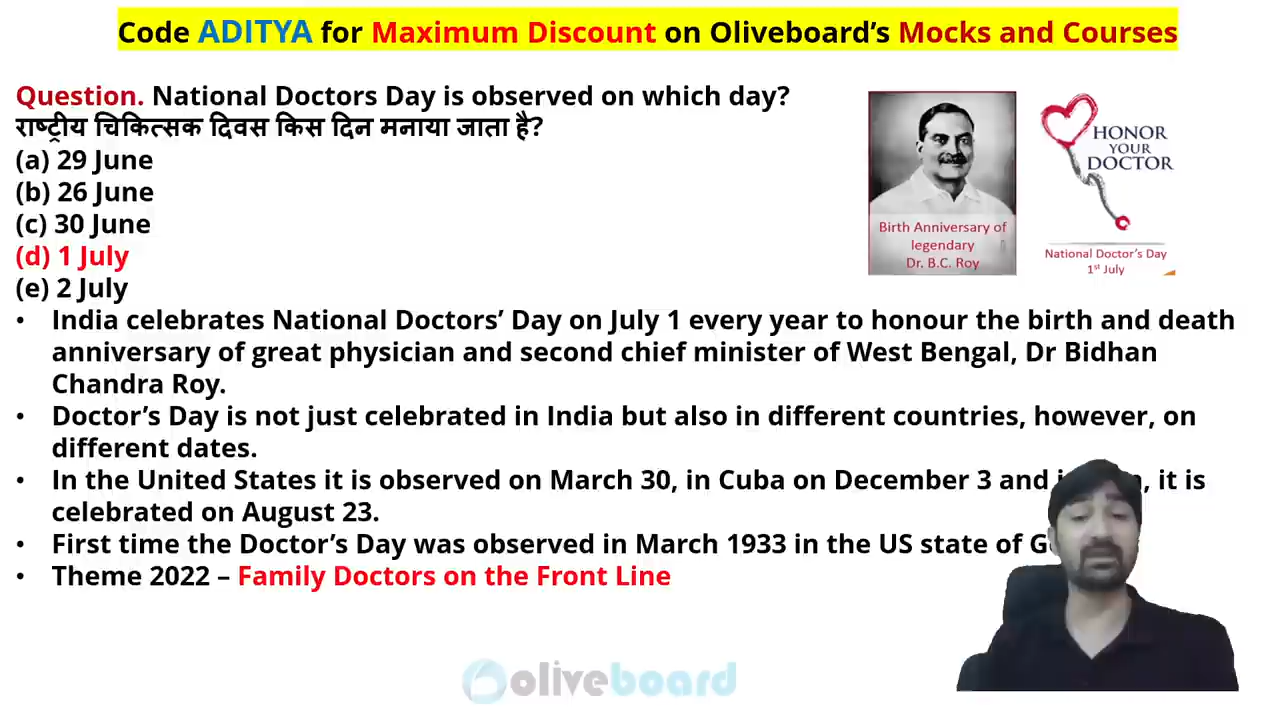 Code ADITYA for Maximum Discount on Oliveboard's Mocks and Courses
Question. National Doctors Day is observed on which day?
राष्ट्रीय चिकित्सक दिवस किस दिन मनाया जाता है?
(a) 29 June
(b) 26 June
(c) 30 June
(d) 1 July
(e) 2 July
Birth Anniversary of
legendary
Dr. B.C. Roy
HONOR
YOUR
DOCTOR
National Doctor's Day
1st July
• India celebrates National Doctors' Day on July 1 every year to honour the birth and death
anniversary of great physician and second chief minister of West Bengal, Dr Bidhan
Chandra Roy.
• Doctor's Day is not just celebrated in India but also in different countries, however, on
different dates.
• In the United States it is observed on March 30, in Cuba on December 3 and it is
celebrated on August 23.
• First time the Doctor's Day was observed in March 1933 in the US state of
• Theme 2022 – Family Doctors on the Front Line
oliveboard